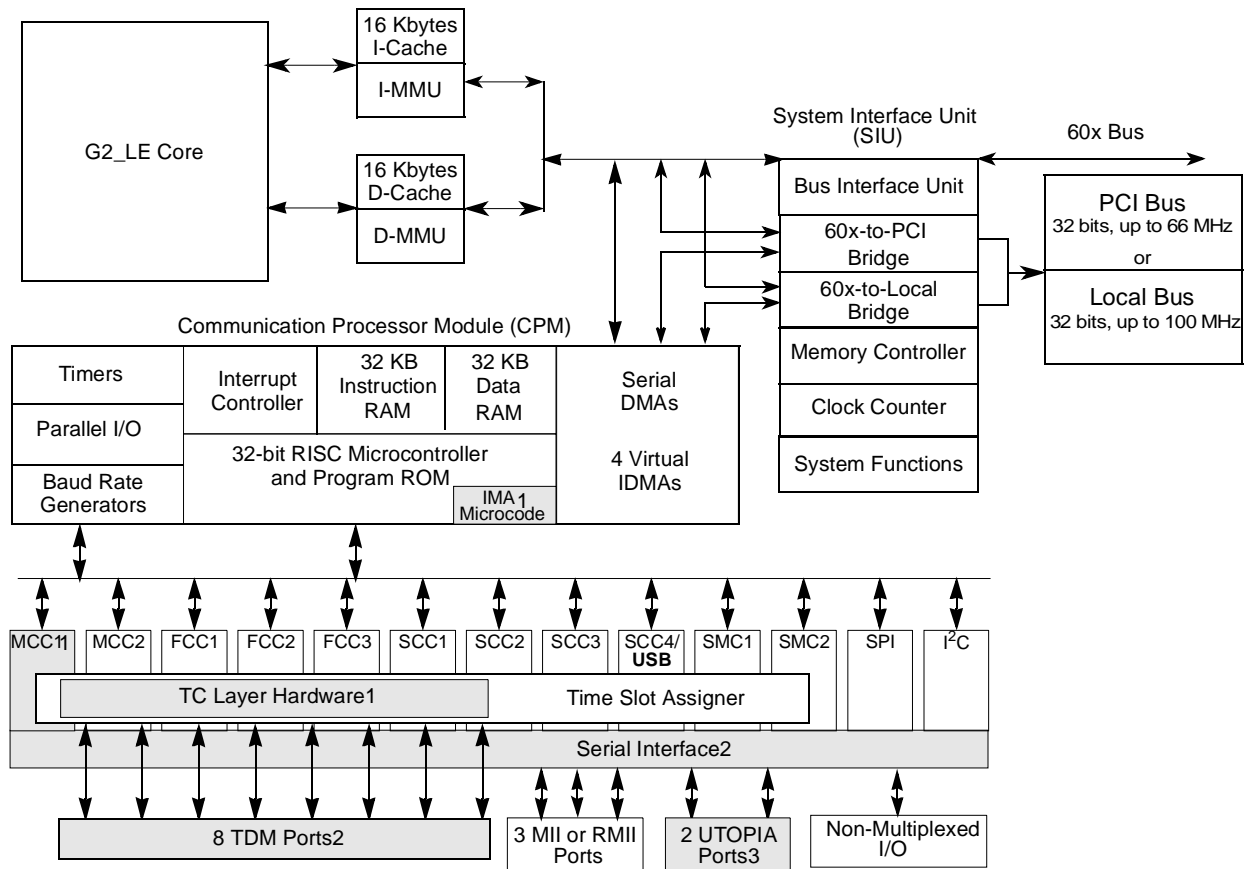 16 Kbytes
I-Cache
I-MMU
G2_LE Core
16 Kbytes
D-Cache
D-MMU
System Interface Unit
(SIU)
60x Bus
Bus Interface Unit
60x-to-PCI
Bridge
60x-to-Local
Bridge
Memory Controller
Clock Counter
System Functions
PCI Bus
32 bits, up to 66 MHz
or
Local Bus
32 bits, up to 100 MHz
Communication Processor Module (CPM)
Timers
Parallel I/O
Baud Rate
Generators
Interrupt
Controller
32 KB
Instruction
RAM
32 KB
Data
RAM
32-bit RISC Microcontroller
and Program ROM
IMA1
Microcode
Serial
DMAs
4 Virtual
IDMAs
MCC11
MCC2
FCC1
FCC2
FCC3
SCC1
SCC2
SCC3
SCC4/
USB
SMC1
SMC2
SPI
I²C
TC Layer Hardware1
Time Slot Assigner
Serial Interface2
8 TDM Ports2
3 MII or RMII
Ports
2 UTOPIA
Ports3
Non-Multiplexed
I/O